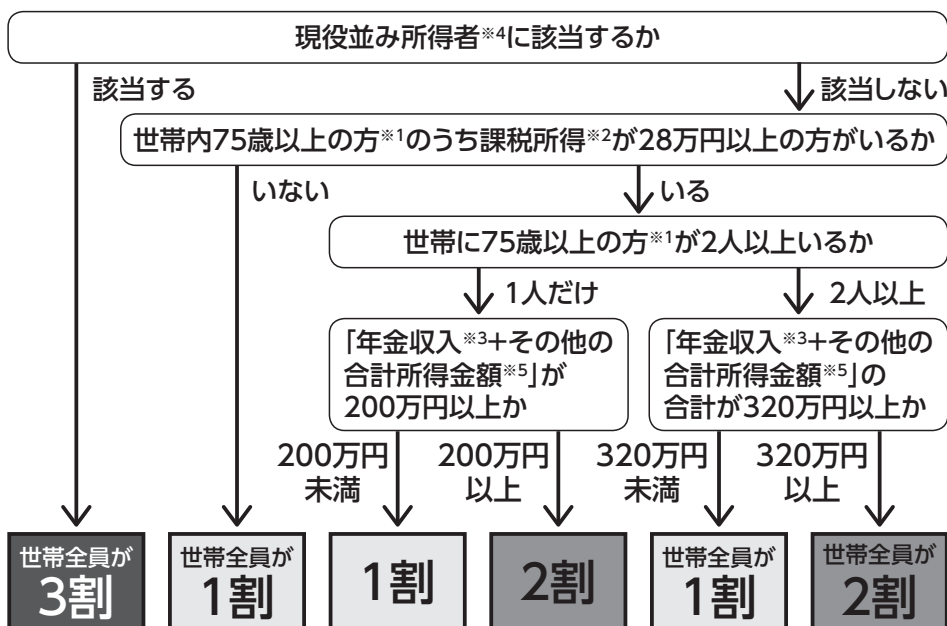 現役並み所得者※4に該当するか
該当する
該当しない
世帯内75歳以上の方※1のうち課税所得※2が28万円以上の方がいるか
いない
いる
世帯に75歳以上の方※1が2人以上いるか
1人だけ
2人以上
「年金収入※3+その他の
合計所得金額※5」が
200万円以上か
「年金収入※3+その他の
合計所得金額※5」の
合計が320万円以上か
200万円
未満
200万円
以上
320万円
未満
320万円
以上
世帯全員が
3割
世帯全員が
1割
1割
2割
世帯全員が
1割
世帯全員が
2割